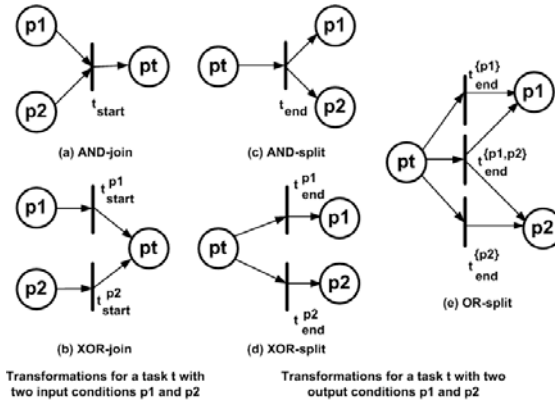 p1
pt
p2
t start
(a) AND-join
p1
pt
p2
t end
(c) AND-split
p1
t p1 start
pt
p2
t p2 start
(b) XOR-join
pt
t p1 end
p1
p2
t p2 end
(d) XOR-split
t {p1} end
p1
pt
t {p1,p2} end
p2
t {p2} end
(e) OR-split
Transformations for a task t with
two input conditions p1 and p2
Transformations for a task t with two
output conditions p1 and p2